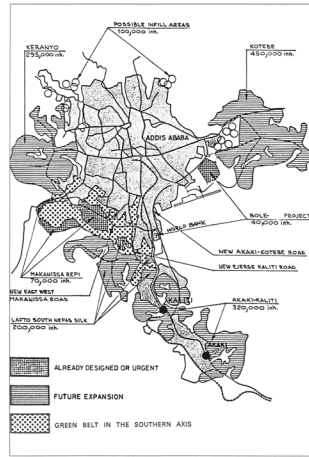 POSSIBLE INFILL AREAS
100,000 inh.
KERANYO
295,000 inh.
KOTEBE
450,000 inh.
ADDIS ABABA
BOLE- PROJECT
40,000 inh.
WORLD BANK
NEW AKAKI-KOTEBE ROAD
NEW EJERSE KALITI ROAD
MAKANISSA REPI
70,000 inh.
NEW EAST WEST
MAKANISSA ROAD
KALITI
AKAKI-KALITI
320,000 inh.
LAFTO SOUTH NEFAS SILK
200,000 inh.
AKAKI
ALREADY DESIGNED OR URGENT
FUTURE EXPANSION
GREEN BELT IN THE SOUTHERN AXIS